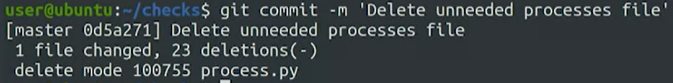 user@ubuntu:~/checks$ git commit -m 'Delete unneeded processes file'
[master 0d5a271] Delete unneeded processes file
 1 file changed, 23 deletions(-)
 delete mode 100755 process.py